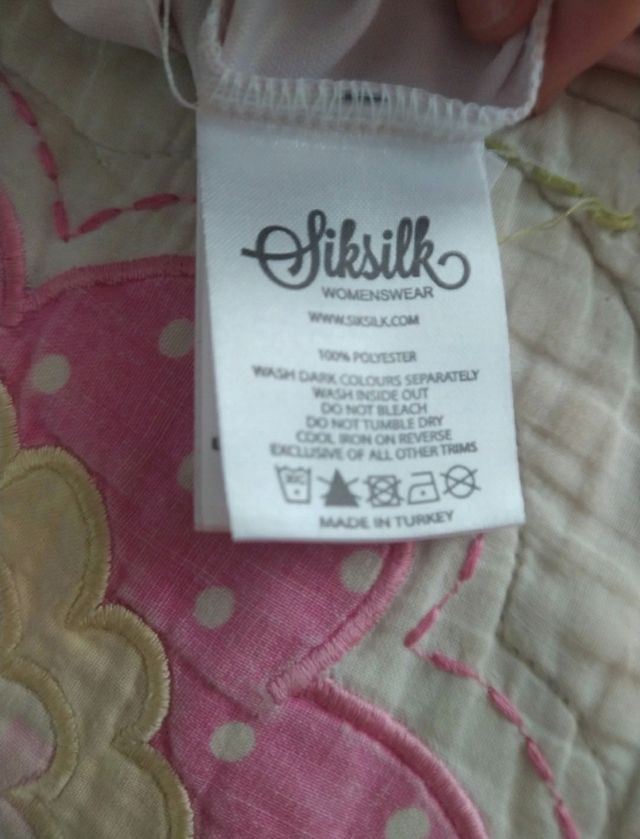 SikSilk
WOMENSWEAR
WWW.SIKSILK.COM
100% POLYESTER
WASH DARK COLOURS SEPARATELY
WASH INSIDE OUT
DO NOT BLEACH
DO NOT TUMBLE DRY
COOL IRON ON REVERSE
EXCLUSIVE OF ALL OTHER TRIMS
MADE IN TURKEY